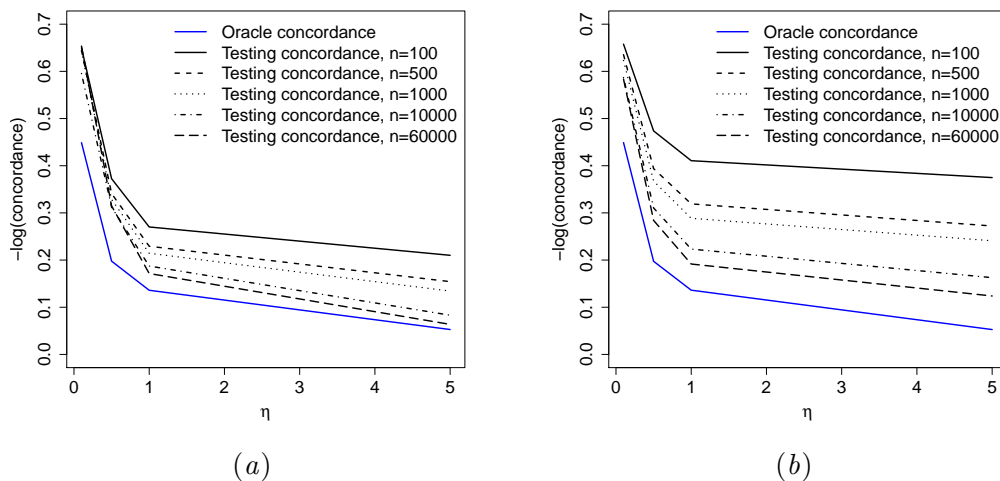 0.7
0.6
0.5
0.4
0.3
0.2
0.1
0.0
−log(concordance)
Oracle concordance
Testing concordance, n=100
Testing concordance, n=500
Testing concordance, n=1000
Testing concordance, n=10000
Testing concordance, n=60000
0 1 2 3 4 5
η
(a)
0.7
0.6
0.5
0.4
0.3
0.2
0.1
0.0
−log(concordance)
Oracle concordance
Testing concordance, n=100
Testing concordance, n=500
Testing concordance, n=1000
Testing concordance, n=10000
Testing concordance, n=60000
0 1 2 3 4 5
η
(b)